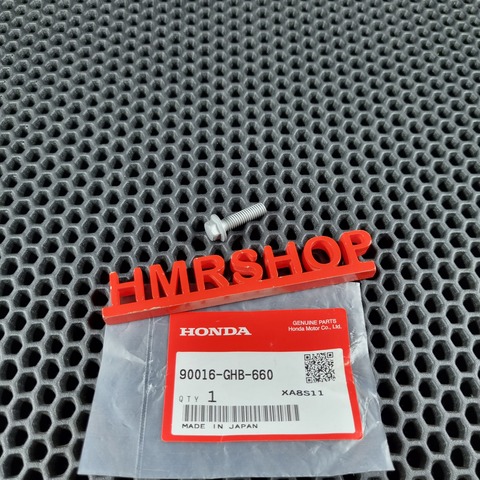 HMRSHOP
HONDA
GENUINE PARTS
Honda Motor Co., Ltd.
90016-GHB-660
QTY 1
XA8S11
MADE IN JAPAN